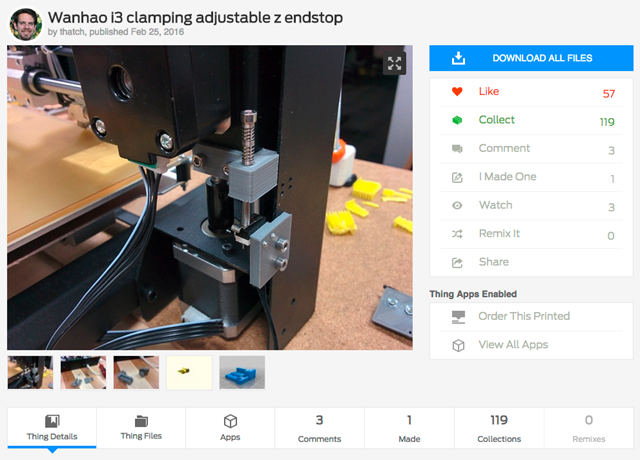 Wanhao i3 clamping adjustable z endstop
by thatch, published Feb 25, 2016
DOWNLOAD ALL FILES
Like 57
Collect 119
Comment 3
I Made One 1
Watch 3
Remix It 0
Share
Thing Apps Enabled
Order This Printed
View All Apps
Thing Details
Thing Files
Apps
3
Comments
1
Made
119
Collections
0
Remixes